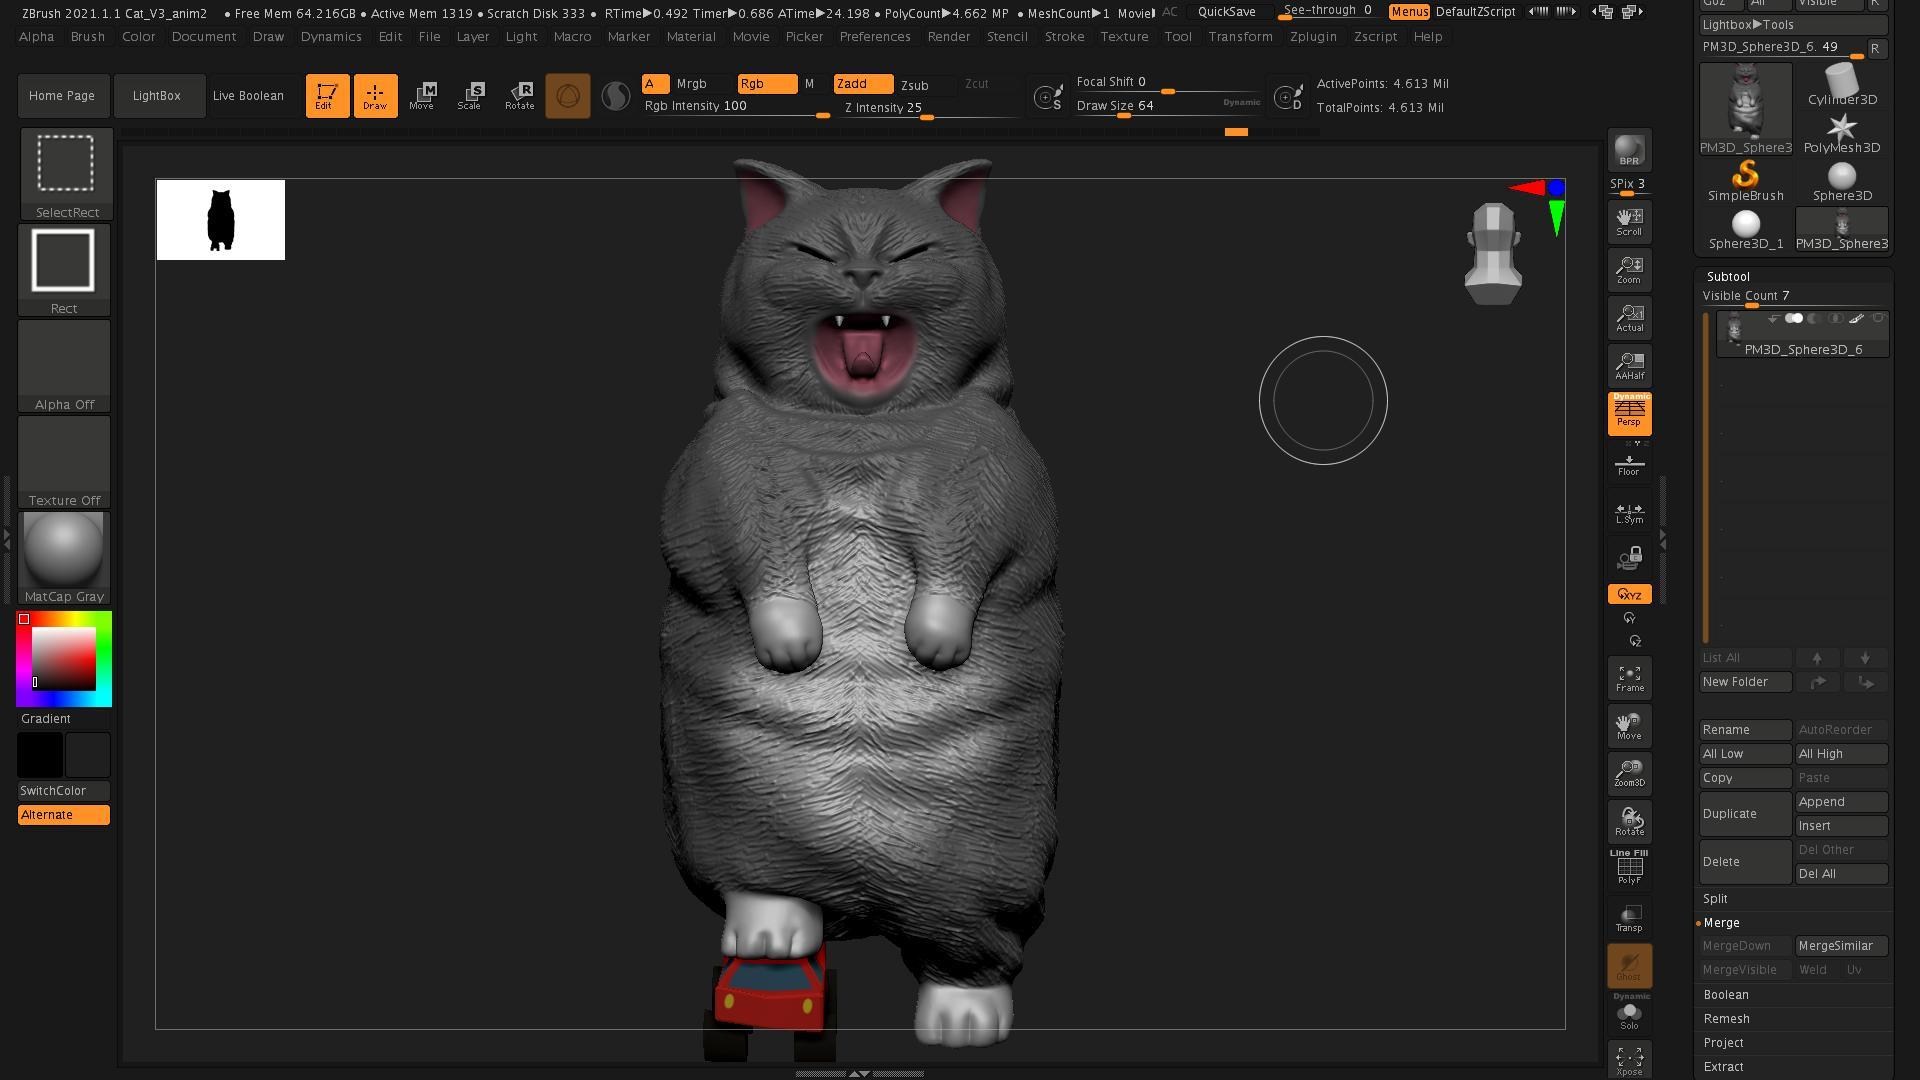 ZBrush 2021.1.1 Cat_V3_anim2 • Free Mem 64.216GB • Active Mem 1319 • Scratch Disk 333 • RTime▶0.492 Timer▶0.686 ATime▶24.198 • PolyCount▶4.662 MP • MeshCount▶1 Movie AC QuickSave See-through 0 Menus DefaultZScript
Alpha Brush Color Document Draw Dynamics Edit File Layer Light Macro Marker Material Movie Picker Preferences Render Stencil Stroke Texture Tool Transform Zplugin Zscript Help
Home Page LightBox Live Boolean Edit Draw Move Scale Rotate
A Mrgb Rgb M Zadd Zsub Zcut
Rgb Intensity 100 Z Intensity 25
S Focal Shift 0
Draw Size 64 Dynamic D
ActivePoints: 4.613 Mil
TotalPoints: 4.613 Mil
SelectRect
Rect
Alpha Off
Texture Off
MatCap Gray
Gradient
SwitchColor
Alternate
BPR
SPix 3
Scroll
Zoom
Actual
AAHalf
Dynamic
Persp
Floor
L.Sym
XYZ
Frame
Move
Zoom3D
Rotate
Line Fill
PolyF
Transp
Ghost
Dynamic
Solo
Xpose
GoZ All Visible R
Lightbox▶Tools
PM3D_Sphere3D_6. 49 R
PM3D_Sphere3
Cylinder3D
PolyMesh3D
SimpleBrush
Sphere3D
Sphere3D_1
PM3D_Sphere3
Subtool
Visible Count 7
PM3D_Sphere3D_6
List All
New Folder
Rename AutoReorder
All Low All High
Copy Paste
Duplicate Append
Insert
Delete Del Other
Del All
Split
Merge
MergeDown MergeSimilar
MergeVisible Weld Uv
Boolean
Remesh
Project
Extract